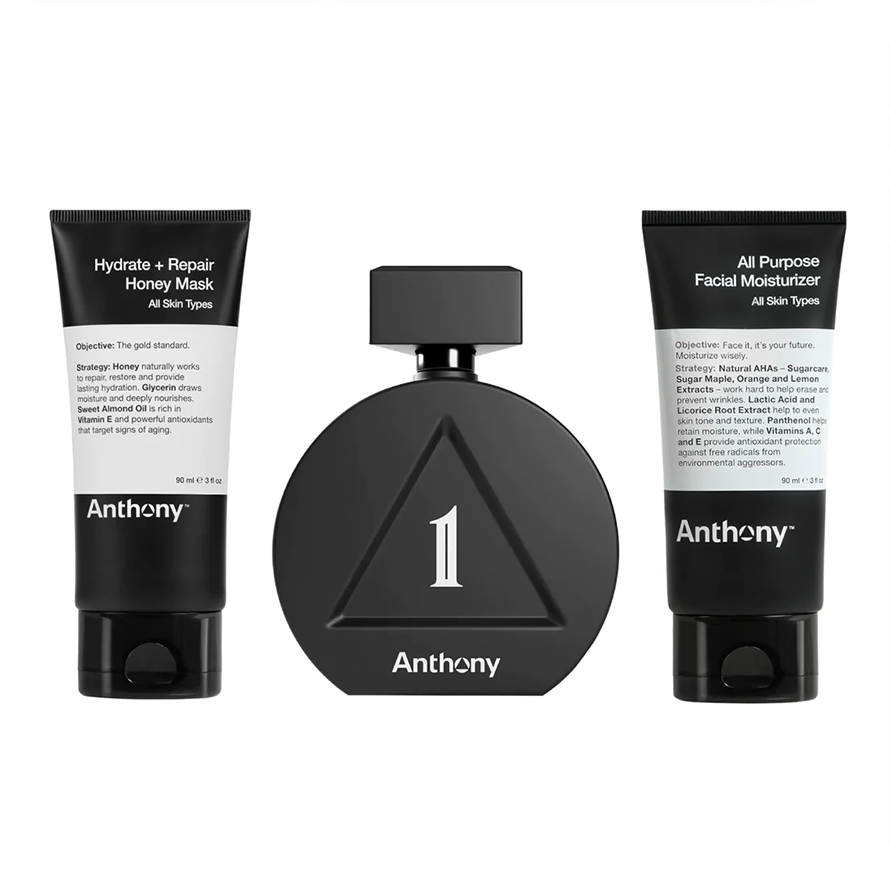 Hydrate + Repair
Honey Mask
All Skin Types
Objective: The gold standard.
Strategy: Honey naturally works
to repair, restore and provide
lasting hydration. Glycerin draws
moisture and deeply nourishes.
Sweet Almond Oil is rich in
Vitamin E and powerful antioxidants
that target signs of aging.
90 ml ℮ 3 fl oz
Anthony™
1
Anthony
All Purpose
Facial Moisturizer
All Skin Types
Objective: Face it, it's your future.
Moisturize wisely.
Strategy: Natural AHAs – Sugarcare,
Sugar Maple, Orange and Lemon
Extracts – work hard to help erase and
prevent wrinkles. Lactic Acid and
Licorice Root Extract help to even
skin tone and texture. Panthenol helps
retain moisture, while Vitamins A, C
and E provide antioxidant protection
against free radicals from
environmental aggressors.
90 ml ℮ 3 fl oz
Anthony™